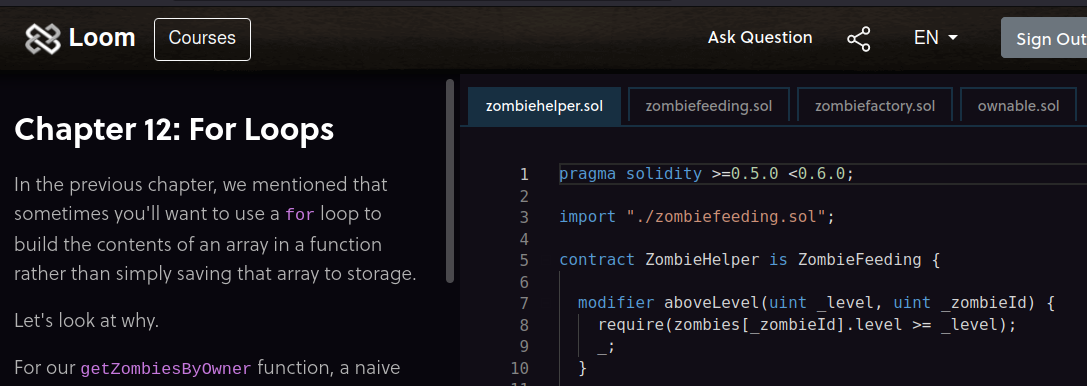 Loom Courses Ask Question EN Sign Out
Chapter 12: For Loops
In the previous chapter, we mentioned that
sometimes you'll want to use a for loop to
build the contents of an array in a function
rather than simply saving that array to storage.
Let's look at why.
For our getZombiesByOwner function, a naive
zombiehelper.sol zombiefeeding.sol zombiefactory.sol ownable.sol
1 pragma solidity >=0.5.0 <0.6.0;
2
3 import "./zombiefeeding.sol";
4
5 contract ZombieHelper is ZombieFeeding {
6
7 modifier aboveLevel(uint _level, uint _zombieId) {
8 require(zombies[_zombieId].level >= _level);
9 _;
10 }
11